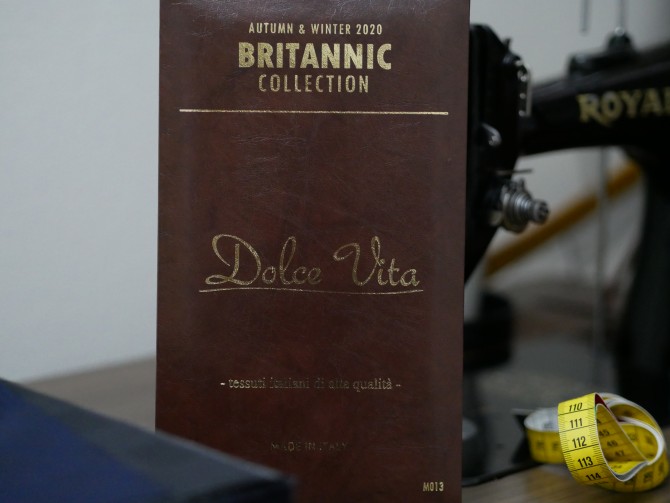 AUTUMN & WINTER 2020
BRITANNIC
COLLECTION
Dolce Vita
- tessuti italiani di alta qualità -
MADE IN ITALY
M013
ROYA
110
111
112
113
114